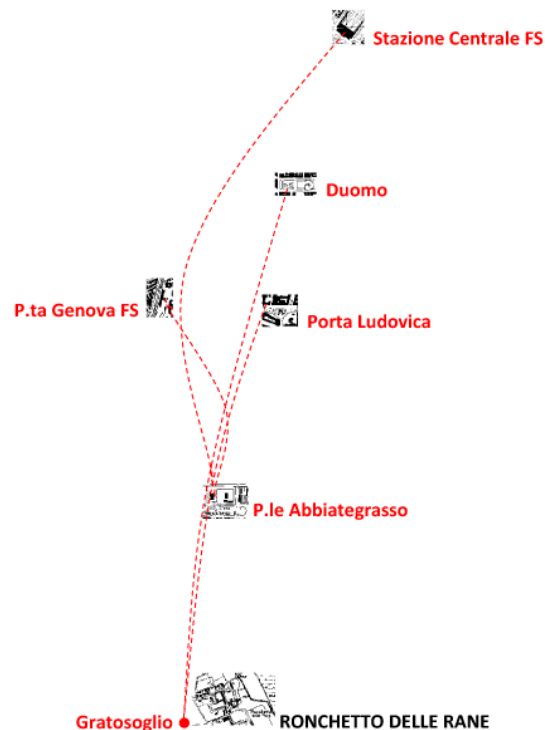 Stazione Centrale FS
Duomo
P.ta Genova FS
Porta Ludovica
P.le Abbiategrasso
Gratosoglio
RONCHETTO DELLE RANE